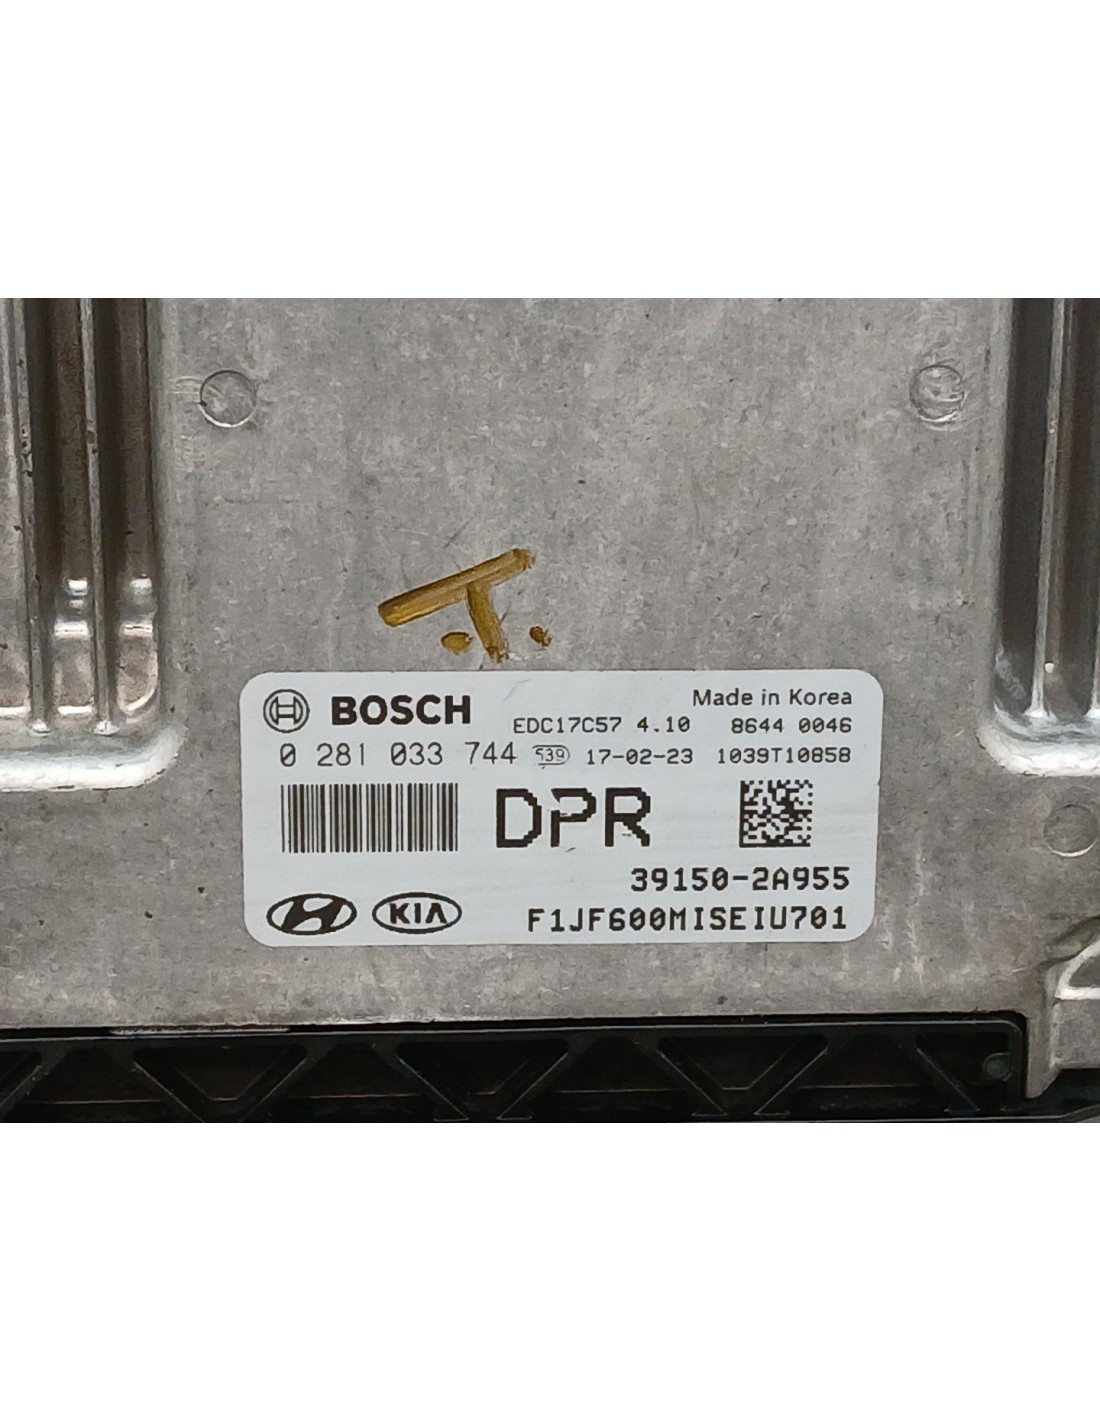 T
BOSCH
Made in Korea
EDC17C57 4.10 8644 0046
0 281 033 744 539 17-02-23 1039T10858
DPR
39150-2A955
KIA F1JF600MISEIU701